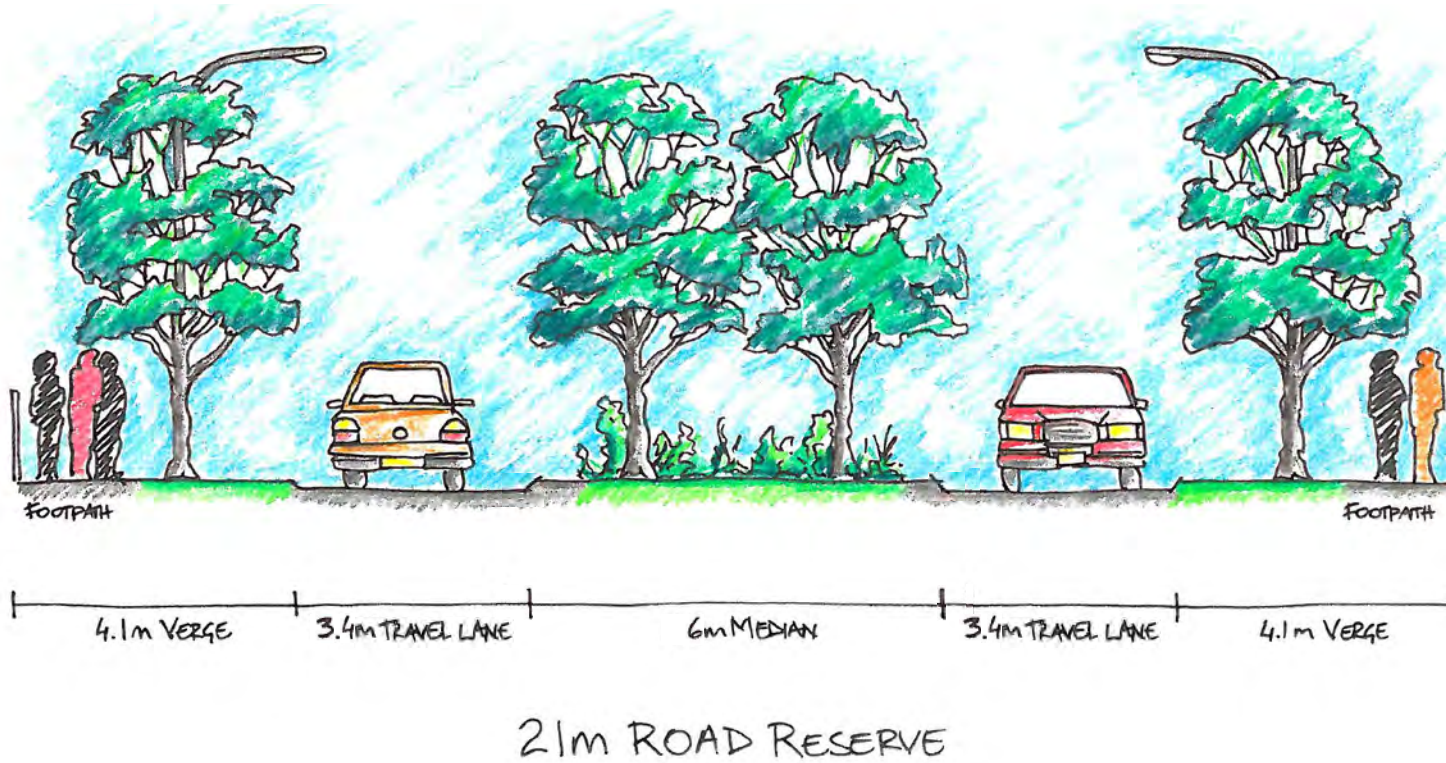 FOOTPATH
FOOTPATH
4.1m VERGE
3.4m TRAVEL LANE
6m MEDIAN
3.4m TRAVEL LANE
4.1m VERGE
21m ROAD RESERVE